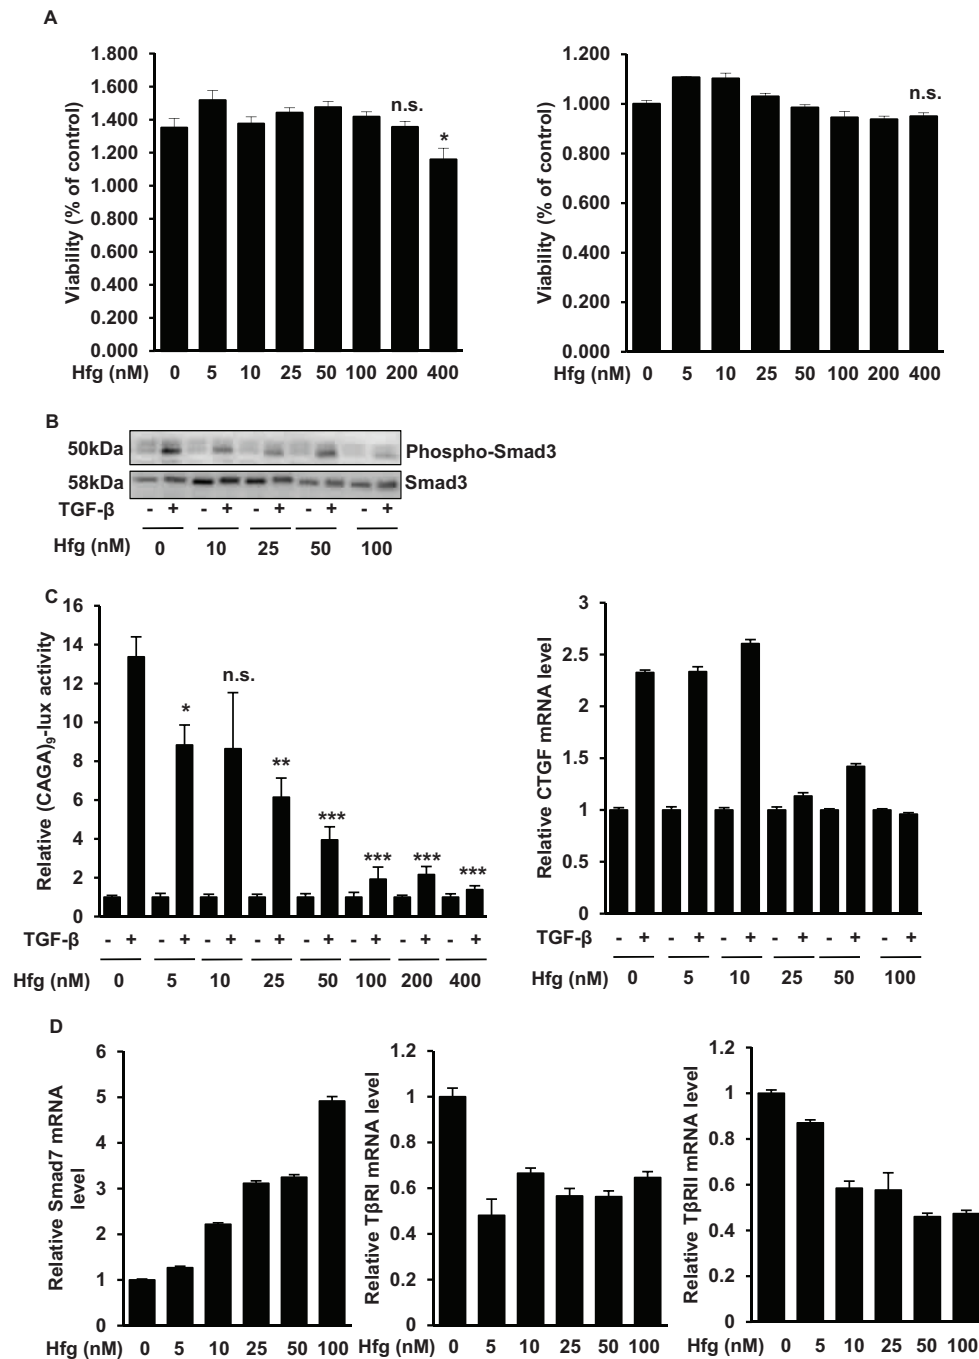 A
Viability (% of control)
1.800
1.600
1.400
1.200
1.000
0.800
0.600
0.400
0.200
0.000
n.s.
*
Hfg (nM) 0 5 10 25 50 100 200 400
Viability (% of control)
1.200
1.000
0.800
0.600
0.400
0.200
0.000
n.s.
Hfg (nM) 0 5 10 25 50 100 200 400
B
50kDa Phospho-Smad3
58kDa Smad3
TGF-β - + - + - + - + - +
Hfg (nM) 0 10 25 50 100
C
Relative (CAGA)₉-lux activity
16
14
12
10
8
6
4
2
0
* n.s. ** *** *** *** ***
TGF-β - + - + - + - + - + - + - + - +
Hfg (nM) 0 5 10 25 50 100 200 400
Relative CTGF mRNA level
3
2.5
2
1.5
1
0.5
0
TGF-β - + - + - + - + - + - +
Hfg (nM) 0 5 10 25 50 100
D
Relative Smad7 mRNA
level
6
5
4
3
2
1
0
Hfg (nM) 0 5 10 25 50 100
Relative TβRI mRNA level
1.2
1
0.8
0.6
0.4
0.2
0
Hfg (nM) 0 5 10 25 50 100
Relative TβRII mRNA level
1.2
1
0.8
0.6
0.4
0.2
0
Hfg (nM) 0 5 10 25 50 100